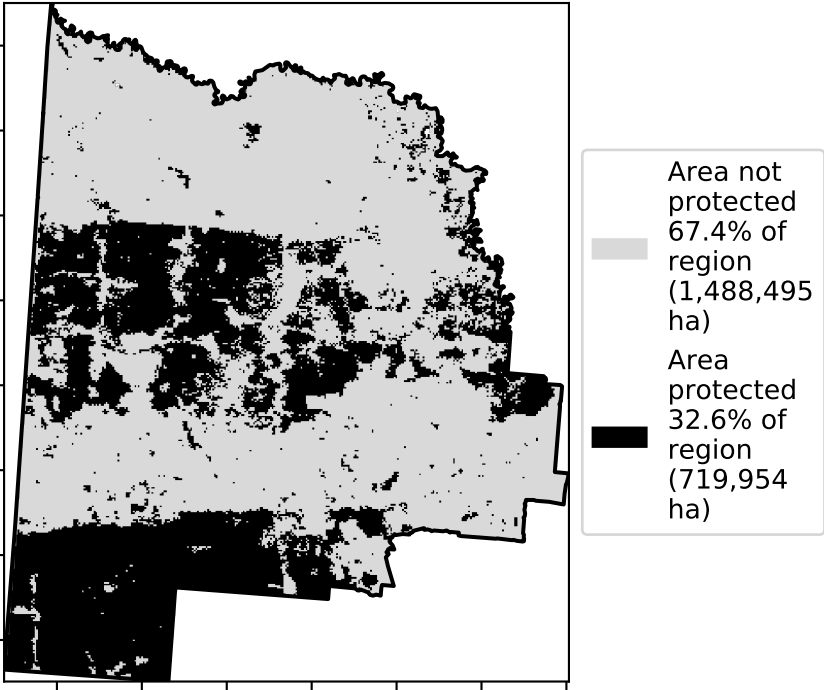 Area not
protected
67.4% of
region
(1,488,495
ha)
Area
protected
32.6% of
region
(719,954
ha)